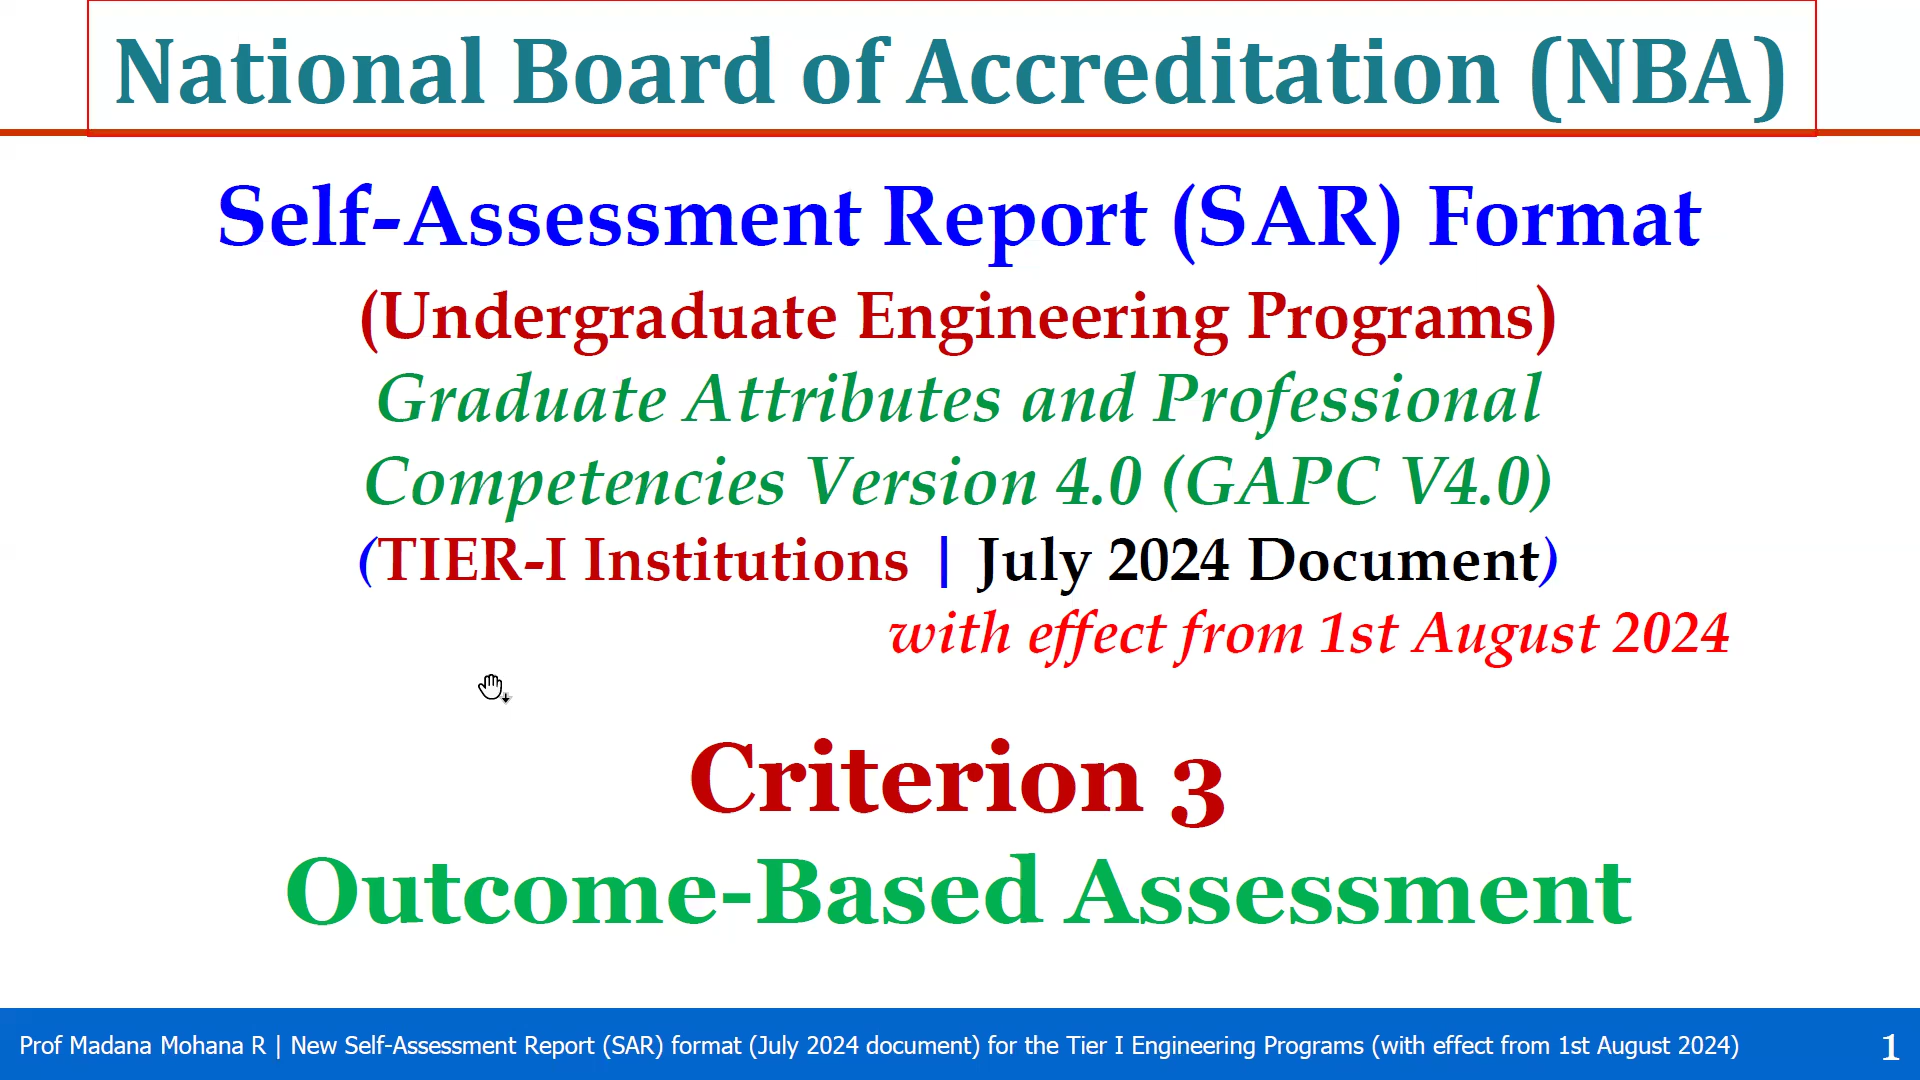 National Board of Accreditation (NBA)
Self-Assessment Report (SAR) Format
(Undergraduate Engineering Programs)
Graduate Attributes and Professional
Competencies Version 4.0 (GAPC V4.0)
(TIER-I Institutions | July 2024 Document)
with effect from 1st August 2024
Criterion 3
Outcome-Based Assessment
Prof Madana Mohana R | New Self-Assessment Report (SAR) format (July 2024 document) for the Tier I Engineering Programs (with effect from 1st August 2024)
1